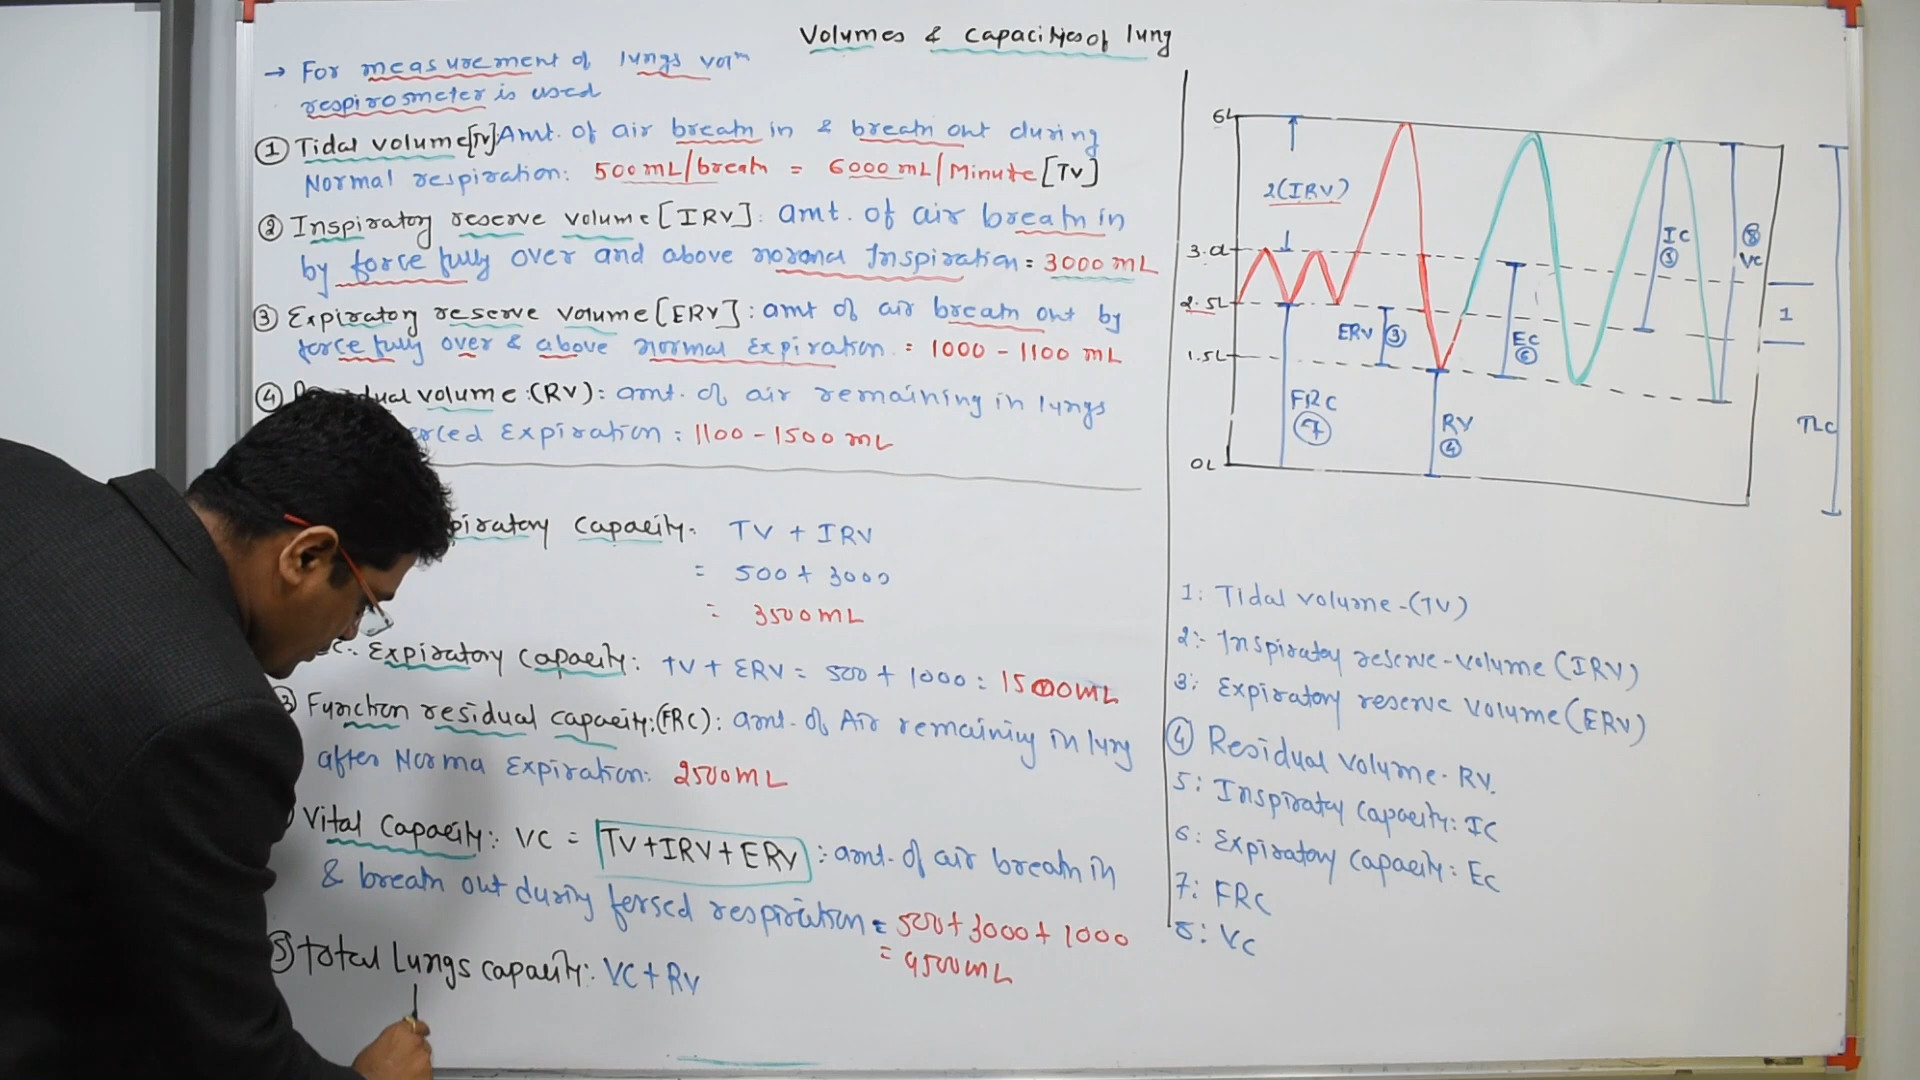 Volumes & capacities of lung
→ For measurement of lungs volm
respirosmeter is used
① Tidal volume[TV]: Amt. of air breath in & breath out during
Normal respiration: 500mL/breath = 6000mL/Minute [TV]
② Inspiratory reserve volume [IRV]: amt. of air breath in
by force fully over and above normal Inspiration = 3000mL
③ Expiratory reserve volume [ERV]: amt of air breath out by
force fully over & above normal Expiration = 1000-1100 mL
④ volume:(RV): amt. of air remaining in lungs
Expiration: 1100-1500mL
Capacity: TV + IRV
= 500 + 3000
= 3500mL
Expiratory capacity: TV + ERV = 500 + 1000 = 1500mL
③ Function residual capacity:(FRC): amt. of Air remaining in lung
after Norma Expiration: 2500mL
Vital Capacity: VC = TV+IRV+ERV : amt. of air breath in
& breath out during forsed respiration = 500+3000+1000
= 4500mL
⑤ Total Lungs capacity: VC + RV
6L
2(IRV)
3.0L
2.5L
1.5L
0L
ERV ③
FRC
⑦
RV
④
EC
⑥
IC
⑤
⑧
VC
1
TLC
1: Tidal volume-(TV)
2:- Inspiratory reserve-volume (IRV)
3: Expiratory reserve volume (ERV)
④ Residual volume- RV.
5: Inspiratory capacity: IC
6: Expiratory capacity: EC
7: FRC
8: VC